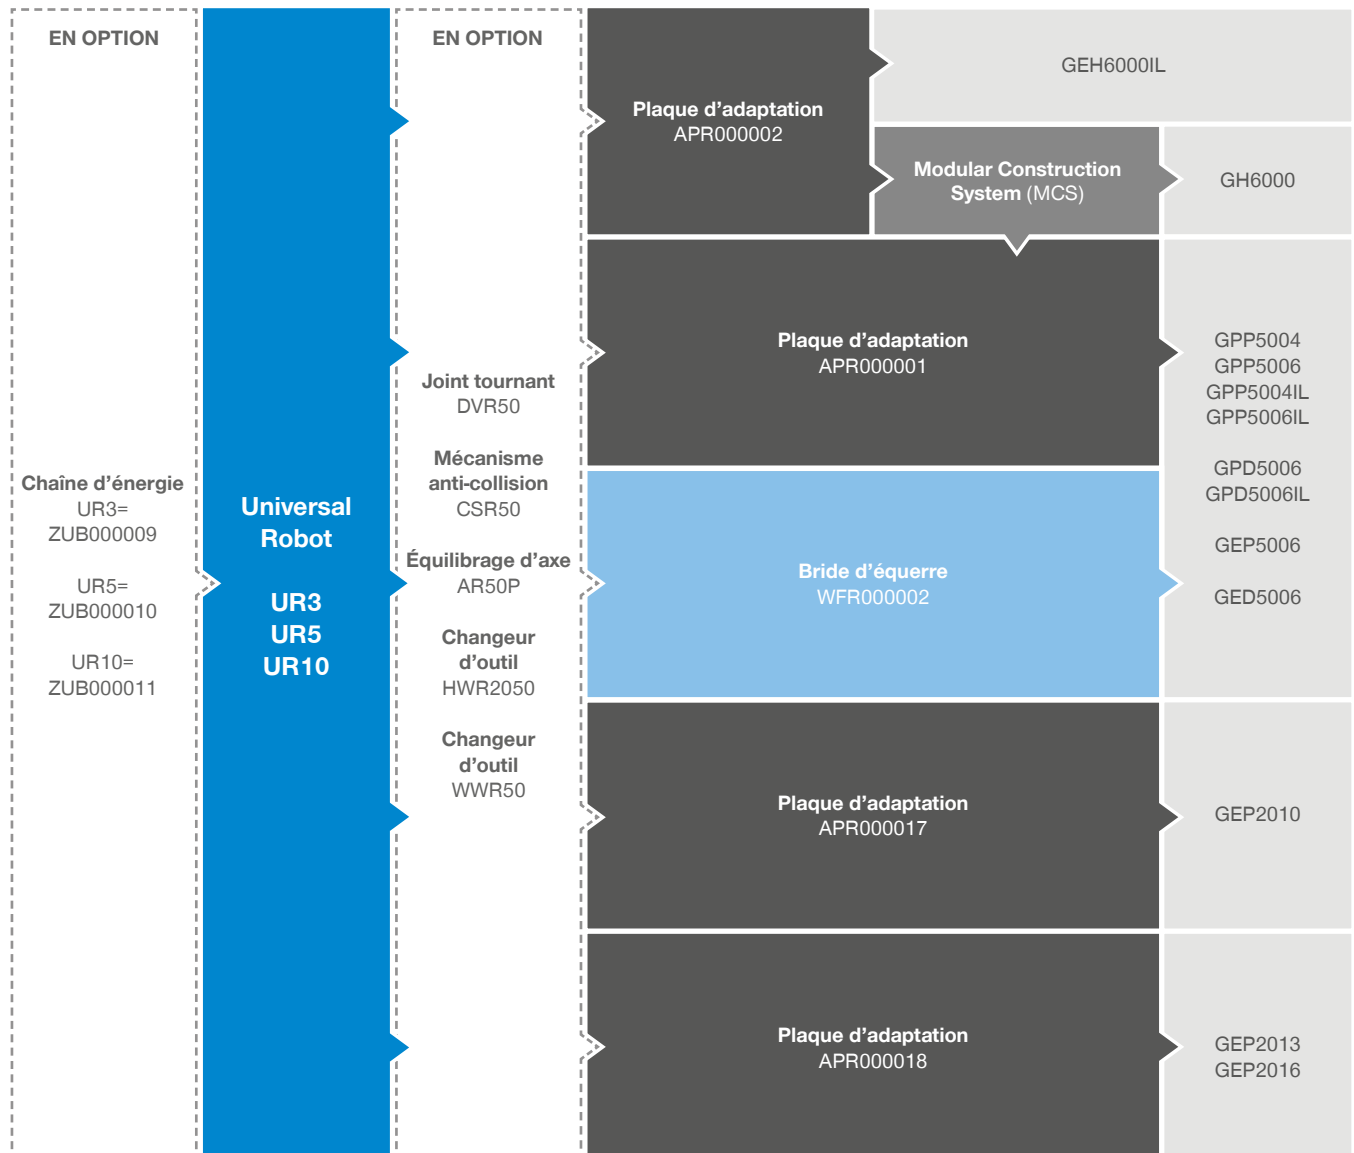 EN OPTION
Chaîne d’énergie
UR3=
ZUB000009
UR5=
ZUB000010
UR10=
ZUB000011
Universal
Robot
UR3
UR5
UR10
EN OPTION
Joint tournant
DVR50
Mécanisme
anti-collision
CSR50
Équilibrage d’axe
AR50P
Changeur
d’outil
HWR2050
Changeur
d’outil
WWR50
Plaque d’adaptation
APR000002
GEH6000IL
Modular Construction
System (MCS)
GH6000
Plaque d’adaptation
APR000001
Bride d’équerre
WFR000002
GPP5004
GPP5006
GPP5004IL
GPP5006IL
GPD5006
GPD5006IL
GEP5006
GED5006
Plaque d’adaptation
APR000017
GEP2010
Plaque d’adaptation
APR000018
GEP2013
GEP2016